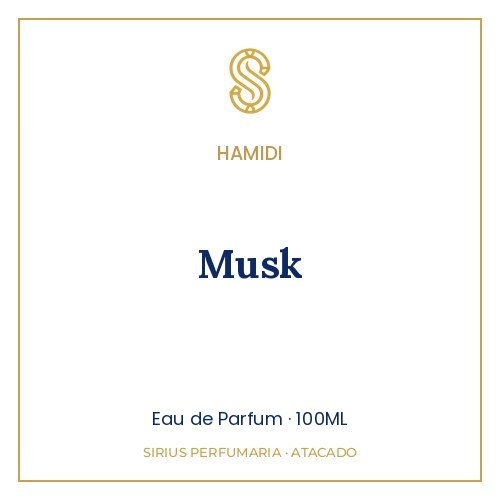 HAMIDI
Musk
Eau de Parfum · 100ML
SIRIUS PERFUMARIA · ATACADO